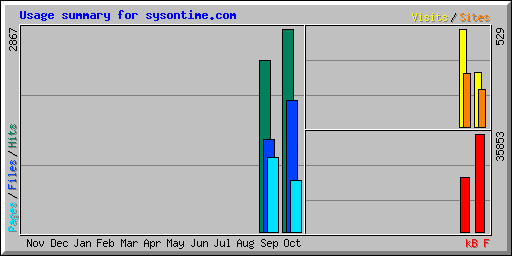 Usage summary for sysontime.com
Visits / Sites
2867
529
35853
Pages / Files / Hits
Nov Dec Jan Feb Mar Apr May Jun Jul Aug Sep Oct
kB F